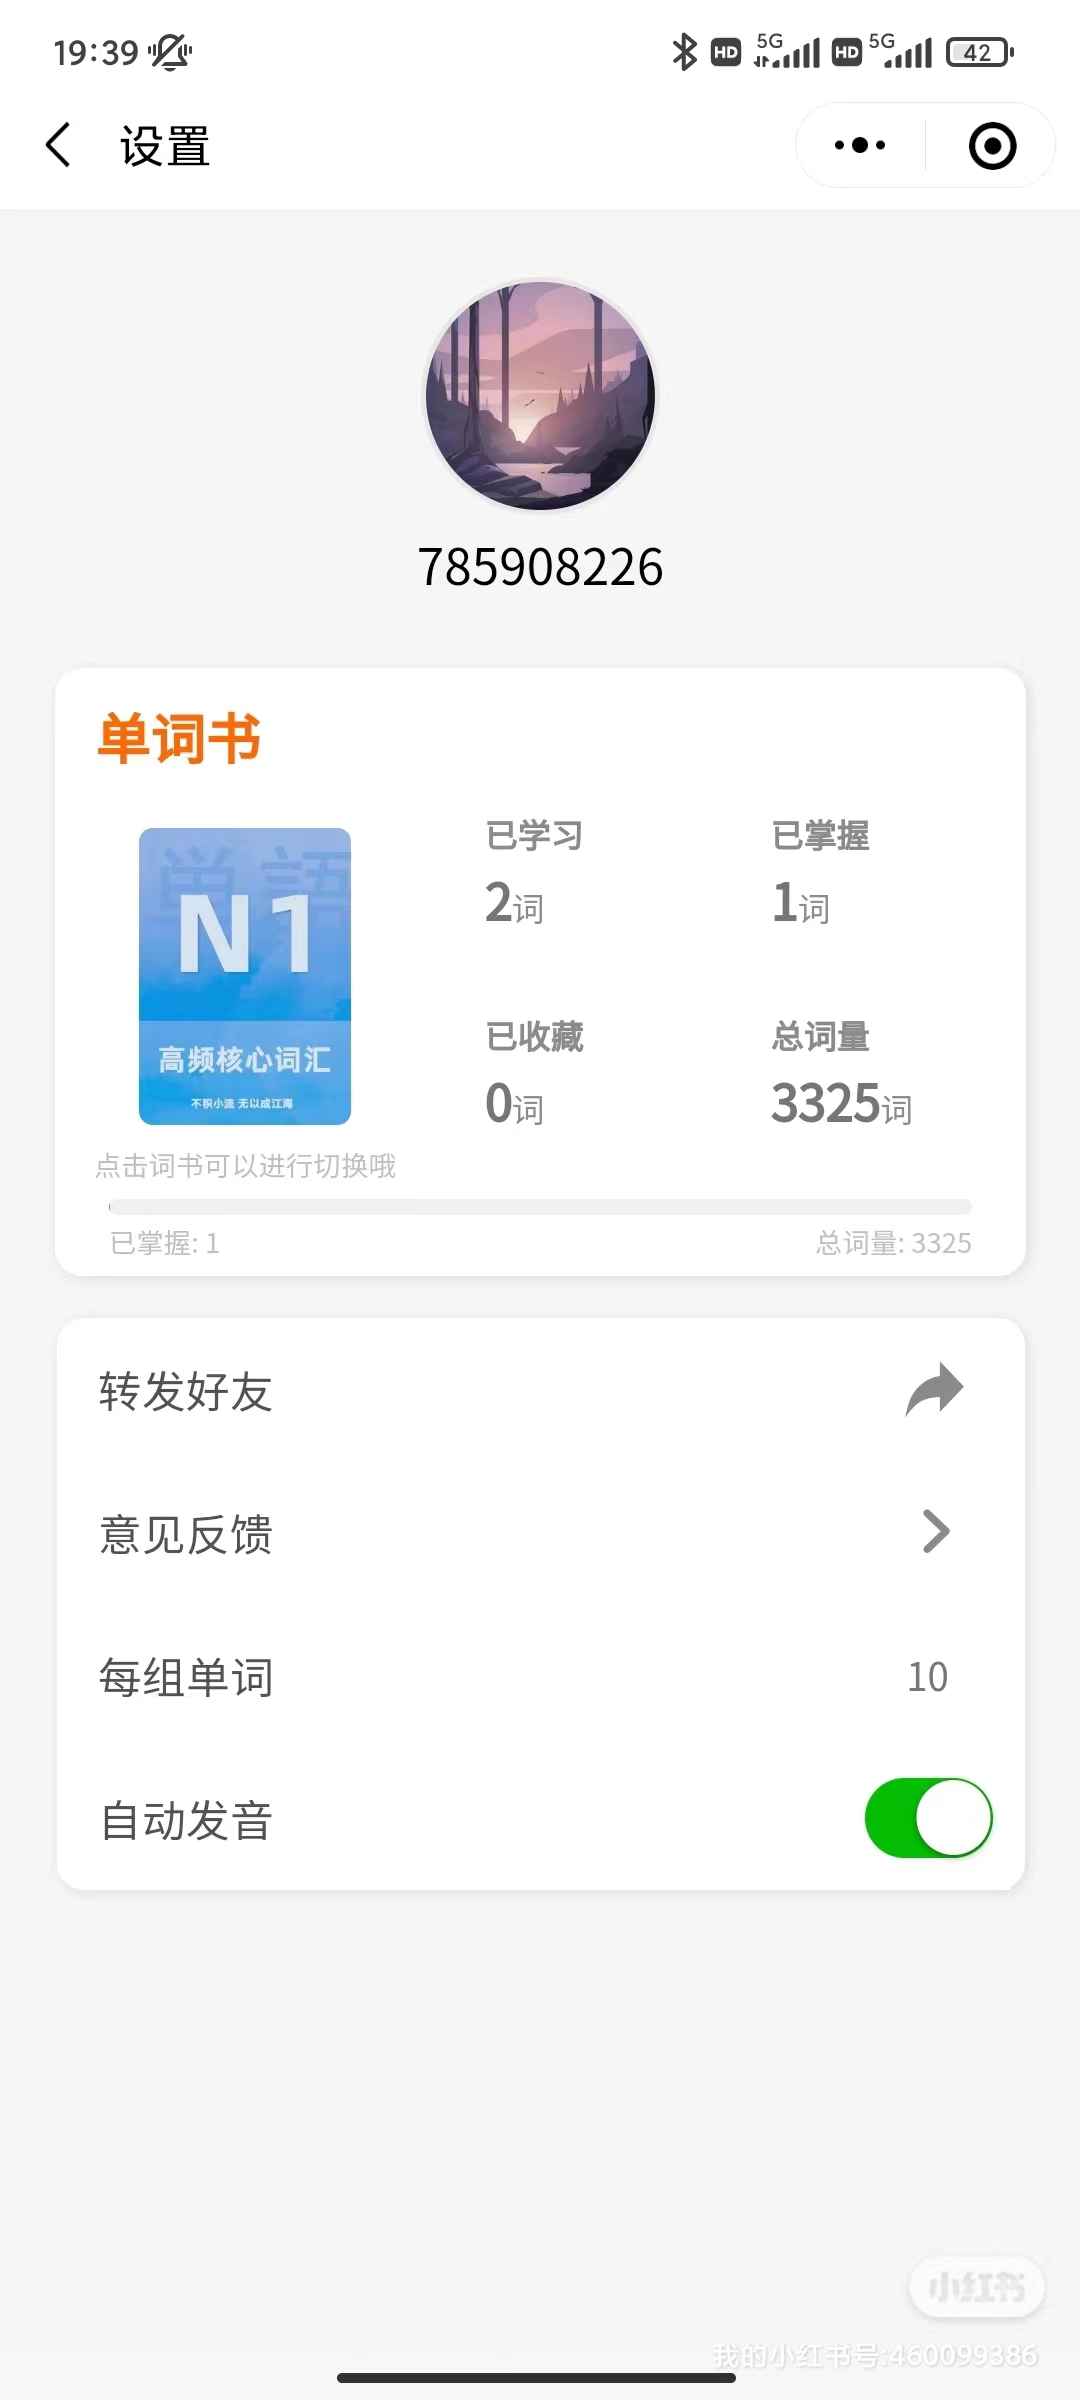 19:39
HD 5G HD 5G 42
设置
785908226
单词书
単語
N1
高频核心词汇
不积小流 无以成江海
已学习 已掌握
2词 1词
已收藏 总词量
0词 3325词
点击词书可以进行切换哦
已掌握: 1 总词量: 3325
转发好友
意见反馈
每组单词 10
自动发音
小红书
我的小红书号:460099386